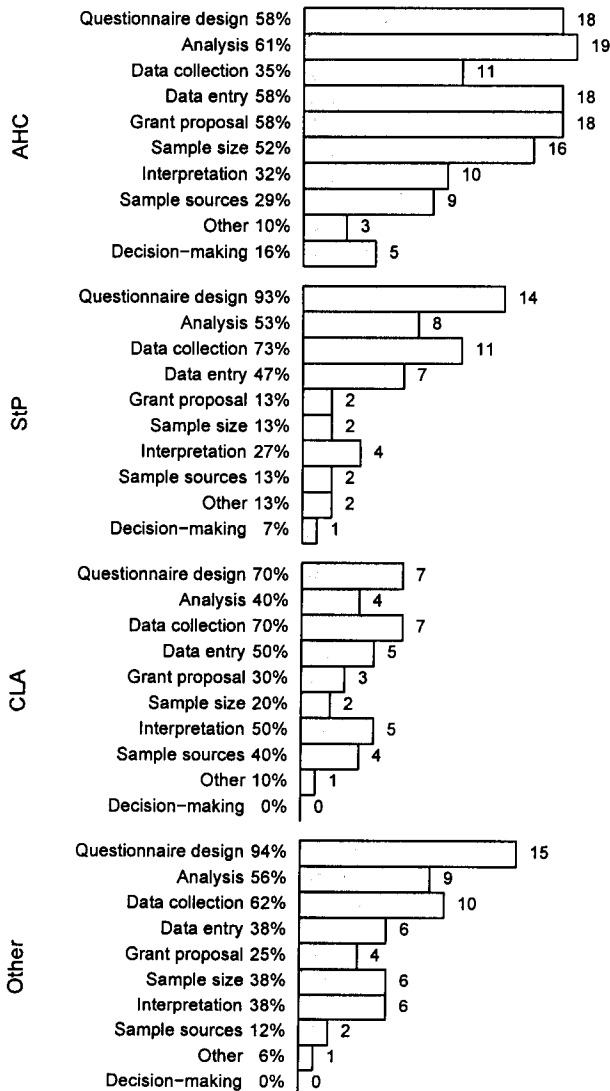 AHC
Questionnaire design 58% 18
Analysis 61% 19
Data collection 35% 11
Data entry 58% 18
Grant proposal 58% 18
Sample size 52% 16
Interpretation 32% 10
Sample sources 29% 9
Other 10% 3
Decision−making 16% 5
StP
Questionnaire design 93% 14
Analysis 53% 8
Data collection 73% 11
Data entry 47% 7
Grant proposal 13% 2
Sample size 13% 2
Interpretation 27% 4
Sample sources 13% 2
Other 13% 2
Decision−making 7% 1
CLA
Questionnaire design 70% 7
Analysis 40% 4
Data collection 70% 7
Data entry 50% 5
Grant proposal 30% 3
Sample size 20% 2
Interpretation 50% 5
Sample sources 40% 4
Other 10% 1
Decision−making 0% 0
Other
Questionnaire design 94% 15
Analysis 56% 9
Data collection 62% 10
Data entry 38% 6
Grant proposal 25% 4
Sample size 38% 6
Interpretation 38% 6
Sample sources 12% 2
Other 6% 1
Decision−making 0% 0